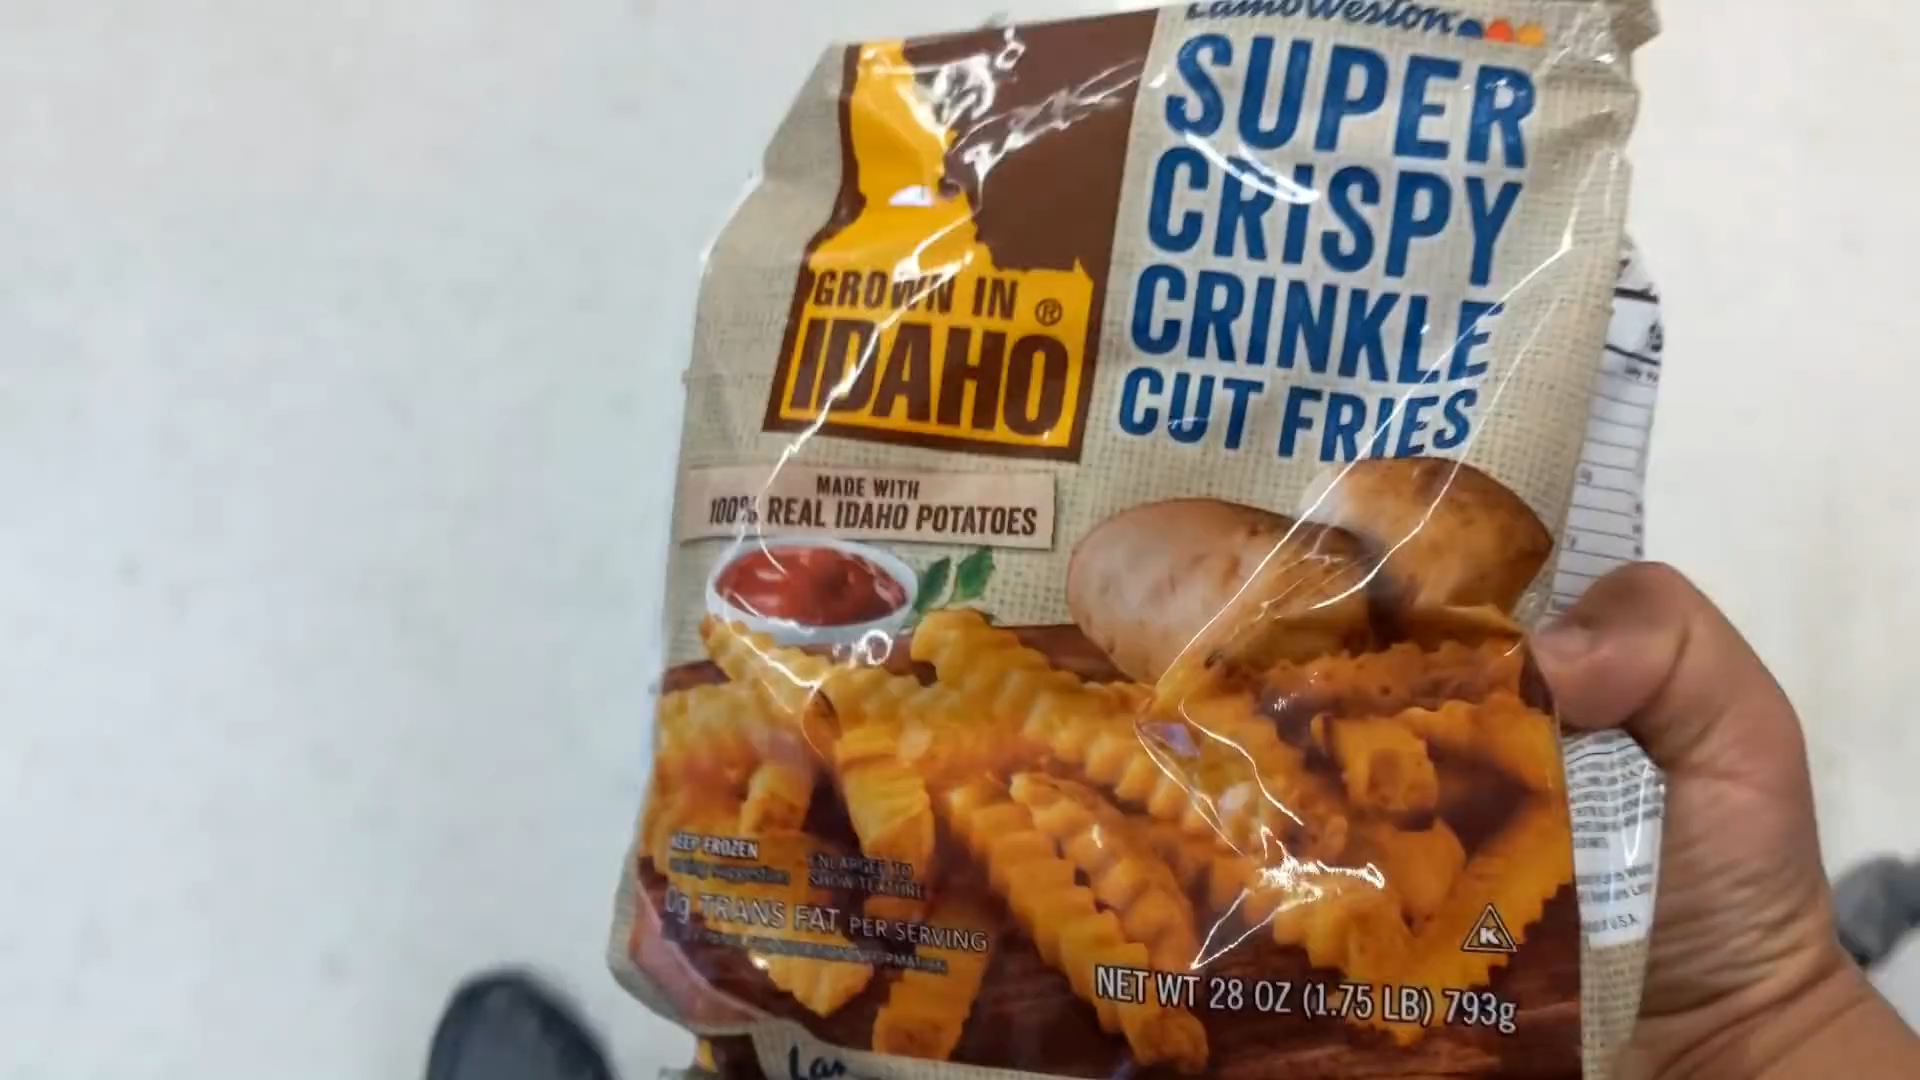 Lamb Weston
SUPER
CRISPY
CRINKLE
CUT FRIES
GROWN IN
IDAHO®
MADE WITH
100% REAL IDAHO POTATOES
KEEP FROZEN
ENLARGED TO
SHOW TEXTURE
0g TRANS FAT PER SERVING
K
NET WT 28 OZ (1.75 LB) 793g